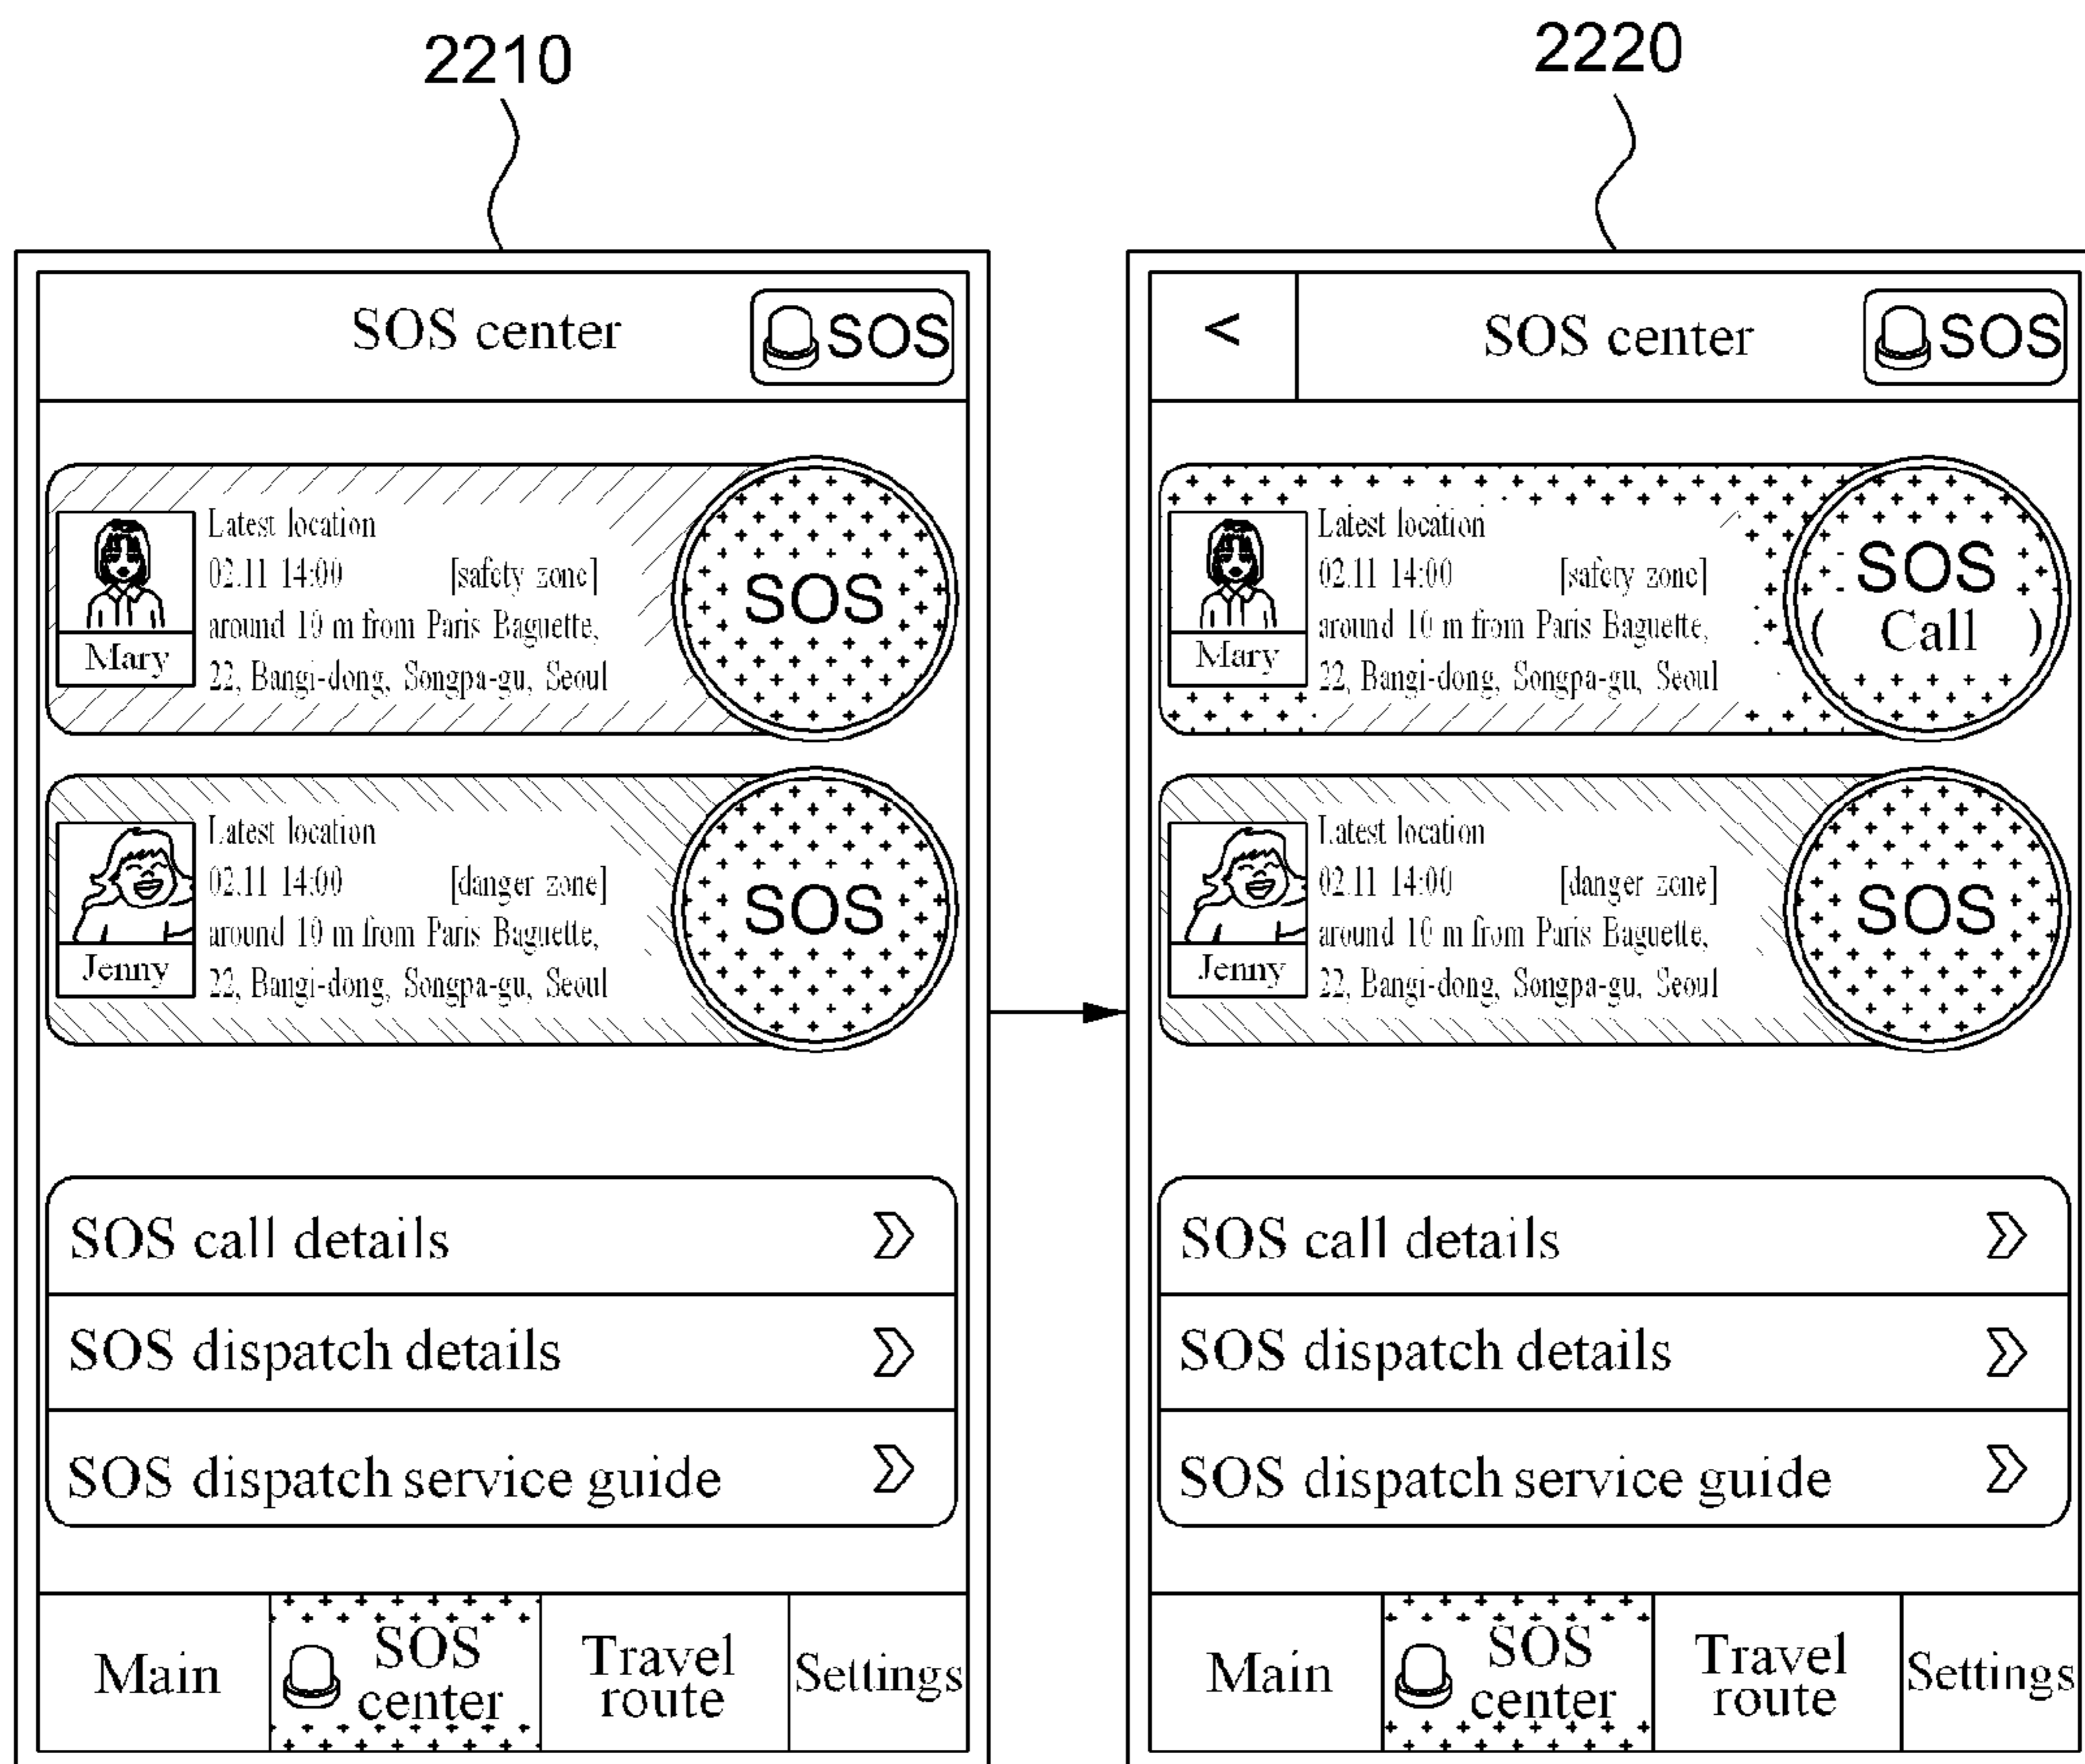 2210
SOS center
SOS
Latest location
02.11 14:00 [safety zone]
around 10 m from Paris Baguette,
22, Bangi-dong, Songpa-gu, Seoul
Mary
SOS
Latest location
02.11 14:00 [danger zone]
around 10 m from Paris Baguette,
22, Bangi-dong, Songpa-gu, Seoul
Jenny
SOS
SOS call details
SOS dispatch details
SOS dispatch service guide
Main
SOS
center
Travel
route
Settings
2220
<
SOS center
SOS
Latest location
02.11 14:00 [safety zone]
around 10 m from Paris Baguette,
22, Bangi-dong, Songpa-gu, Seoul
Mary
SOS
( Call )
Latest location
02.11 14:00 [danger zone]
around 10 m from Paris Baguette,
22, Bangi-dong, Songpa-gu, Seoul
Jenny
SOS
SOS call details
SOS dispatch details
SOS dispatch service guide
Main
SOS
center
Travel
route
Settings